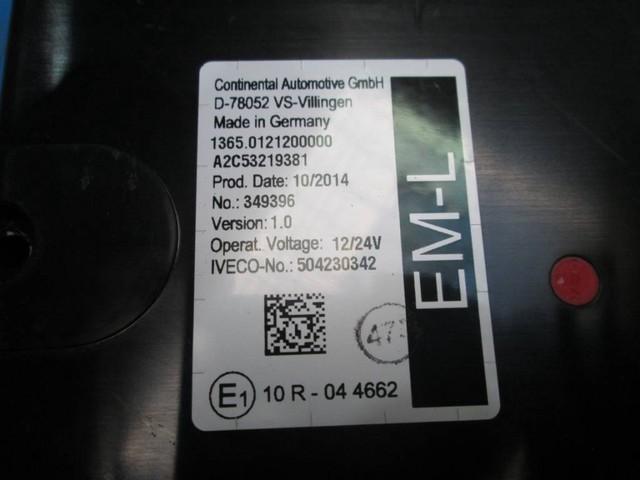 Continental Automotive GmbH
D-78052 VS-Villingen
Made in Germany
1365.0121200000
A2C53219381
Prod. Date: 10/2014
No.: 349396
Version: 1.0
Operat. Voltage: 12/24V
IVECO-No.: 504230342
EM-L
E1 10 R - 04 4662